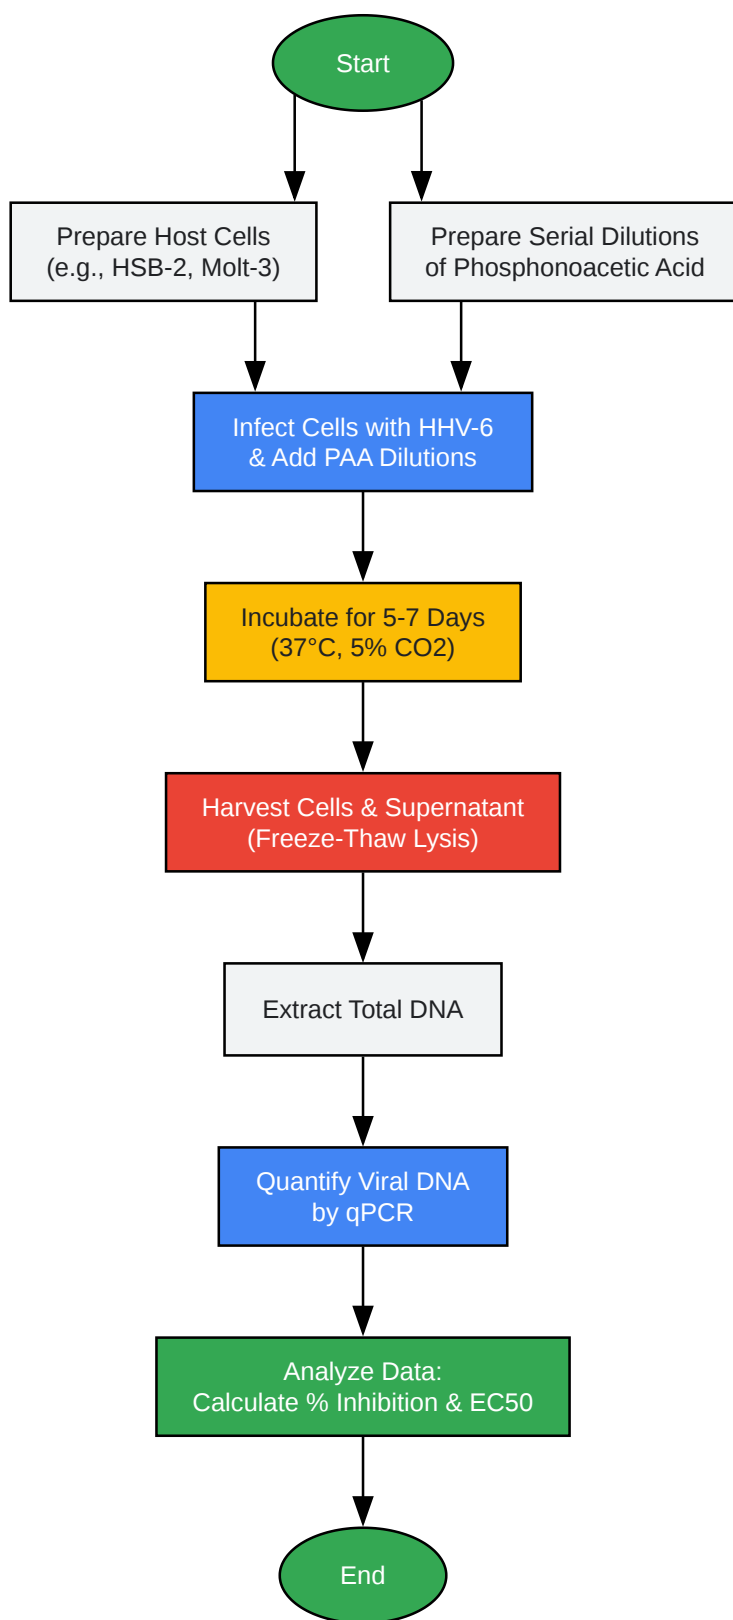 Start
Prepare Host Cells
(e.g., HSB-2, Molt-3)
Prepare Serial Dilutions
of Phosphonoacetic Acid
Infect Cells with HHV-6
& Add PAA Dilutions
Incubate for 5-7 Days
(37°C, 5% CO2)
Harvest Cells & Supernatant
(Freeze-Thaw Lysis)
Extract Total DNA
Quantify Viral DNA
by qPCR
Analyze Data:
Calculate % Inhibition & EC50
End